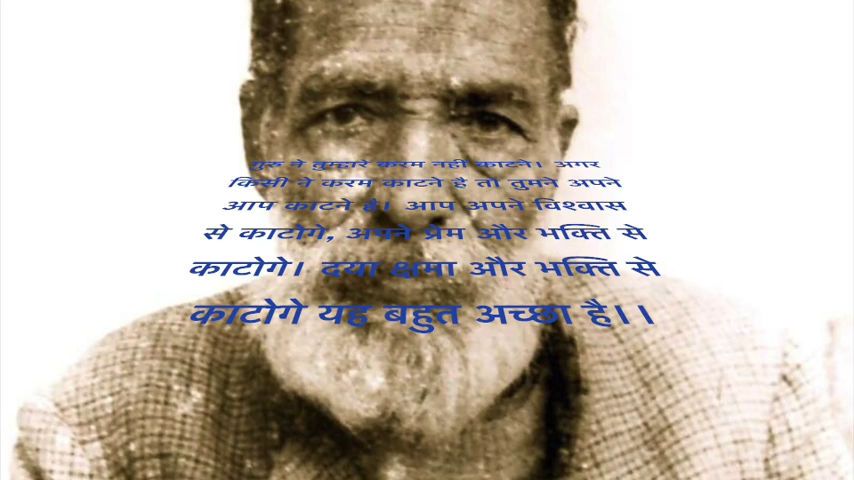 गुरु ने तुम्हारे करम नहीं काटने। अगर
किसी ने करम काटने है तो तुमने अपने
आप काटने है। आप अपने विश्वास
से काटोगे, अपने प्रेम और भक्ति से
काटोगे। दया क्षमा और भक्ति से
काटोगे यह बहुत अच्छा है।।